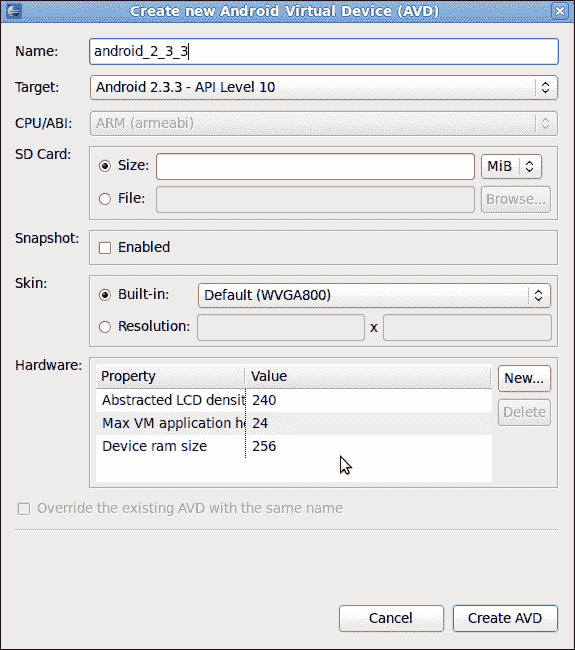 Create new Android Virtual Device (AVD)
Name: android_2_3_3
Target: Android 2.3.3 - API Level 10
CPU/ABI: ARM (armeabi)
SD Card:
Size: MiB
File: Browse...
Snapshot: Enabled
Skin:
Built-in: Default (WVGA800)
Resolution: x
Hardware:
Property Value New...
Abstracted LCD densit 240 Delete
Max VM application he 24
Device ram size 256
Override the existing AVD with the same name
Cancel Create AVD